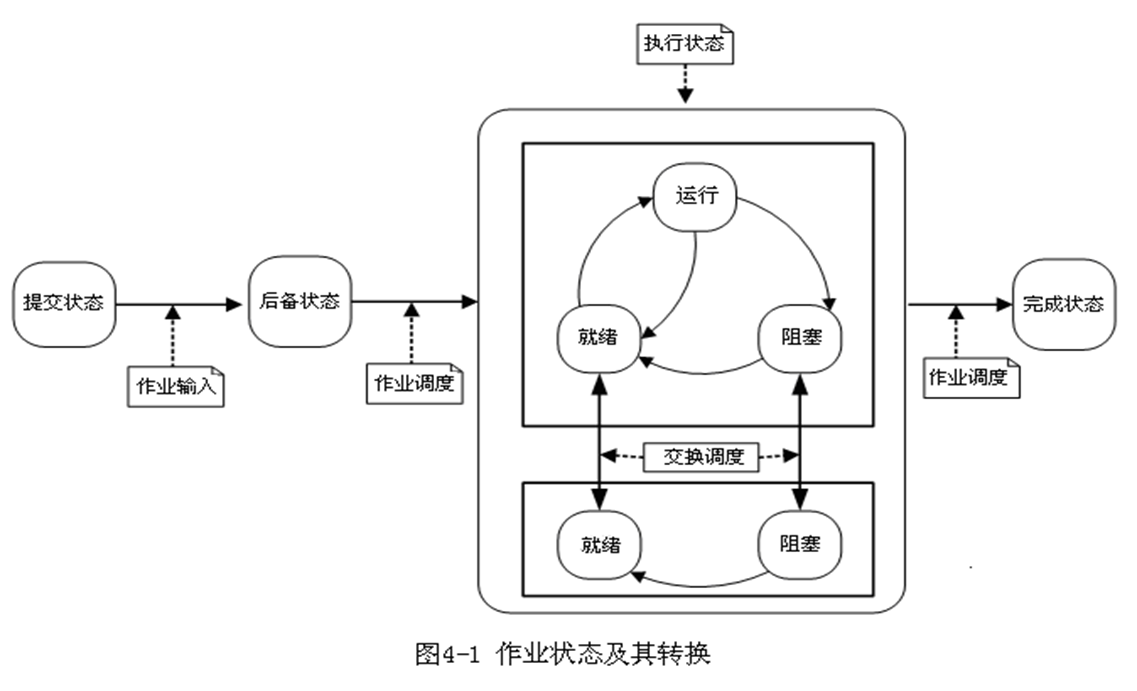 执行状态
运行
提交状态
后备状态
完成状态
就绪
阻塞
作业输入
作业调度
作业调度
交换调度
就绪
阻塞
图4-1 作业状态及其转换